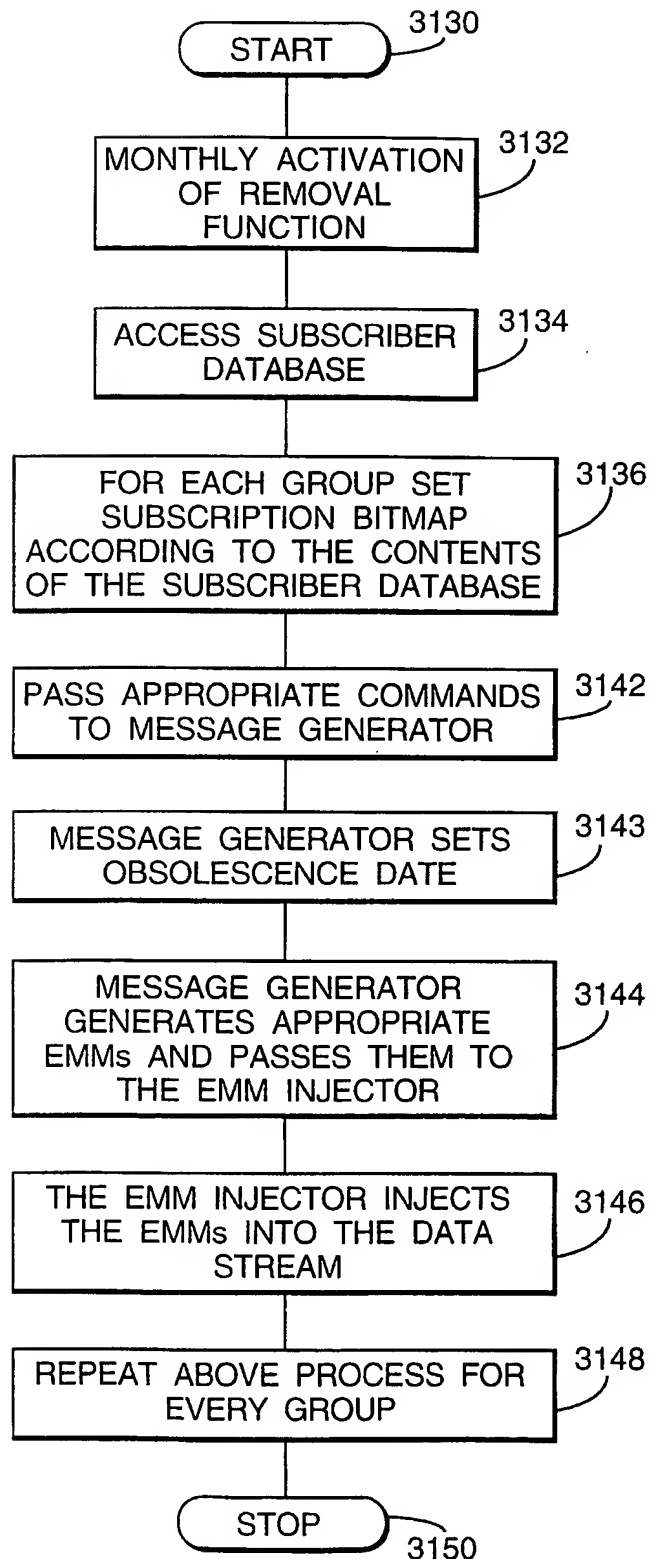 START
3130
MONTHLY ACTIVATION
OF REMOVAL
FUNCTION
3132
ACCESS SUBSCRIBER
DATABASE
3134
FOR EACH GROUP SET
SUBSCRIPTION BITMAP
ACCORDING TO THE CONTENTS
OF THE SUBSCRIBER DATABASE
3136
PASS APPROPRIATE COMMANDS
TO MESSAGE GENERATOR
3142
MESSAGE GENERATOR SETS
OBSOLESCENCE DATE
3143
MESSAGE GENERATOR
GENERATES APPROPRIATE
EMMs AND PASSES THEM TO
THE EMM INJECTOR
3144
THE EMM INJECTOR INJECTS
THE EMMs INTO THE DATA
STREAM
3146
REPEAT ABOVE PROCESS FOR
EVERY GROUP
3148
STOP
3150